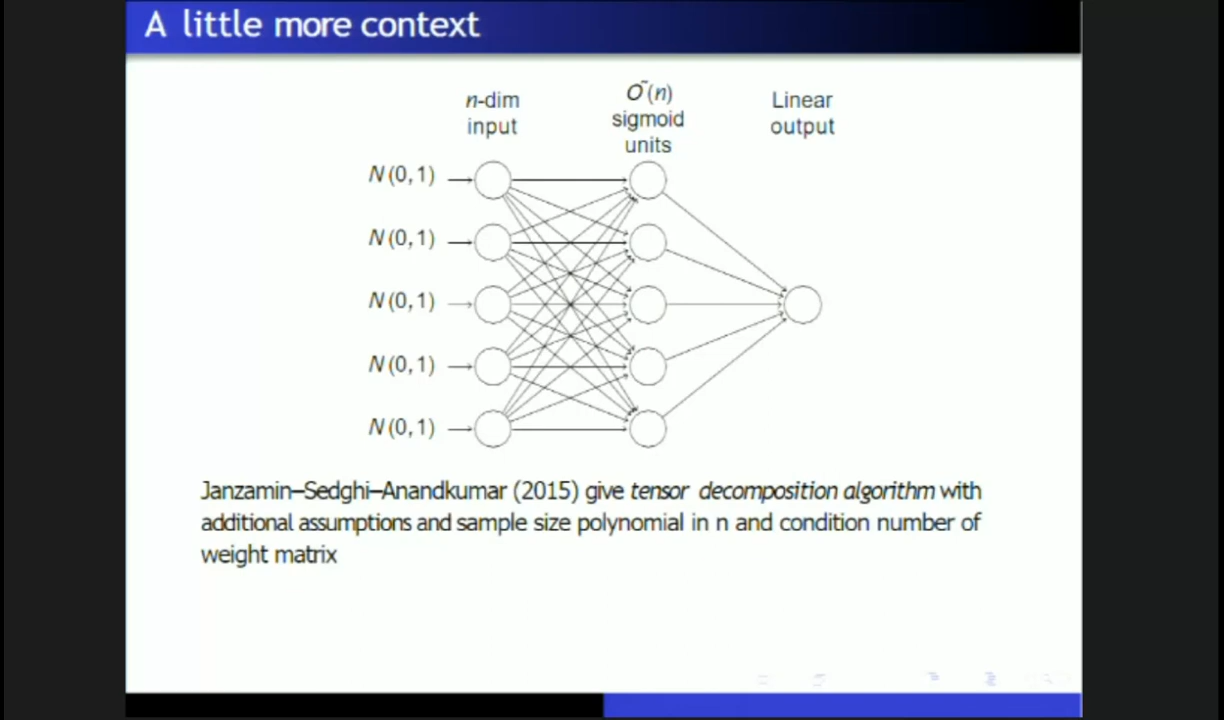 A little more context
n-dim
input
Õ(n)
sigmoid
units
Linear
output
N(0,1)
N(0,1)
N(0,1)
N(0,1)
N(0,1)
Janzamin–Sedghi–Anandkumar (2015) give tensor decomposition algorithm with
additional assumptions and sample size polynomial in n and condition number of
weight matrix